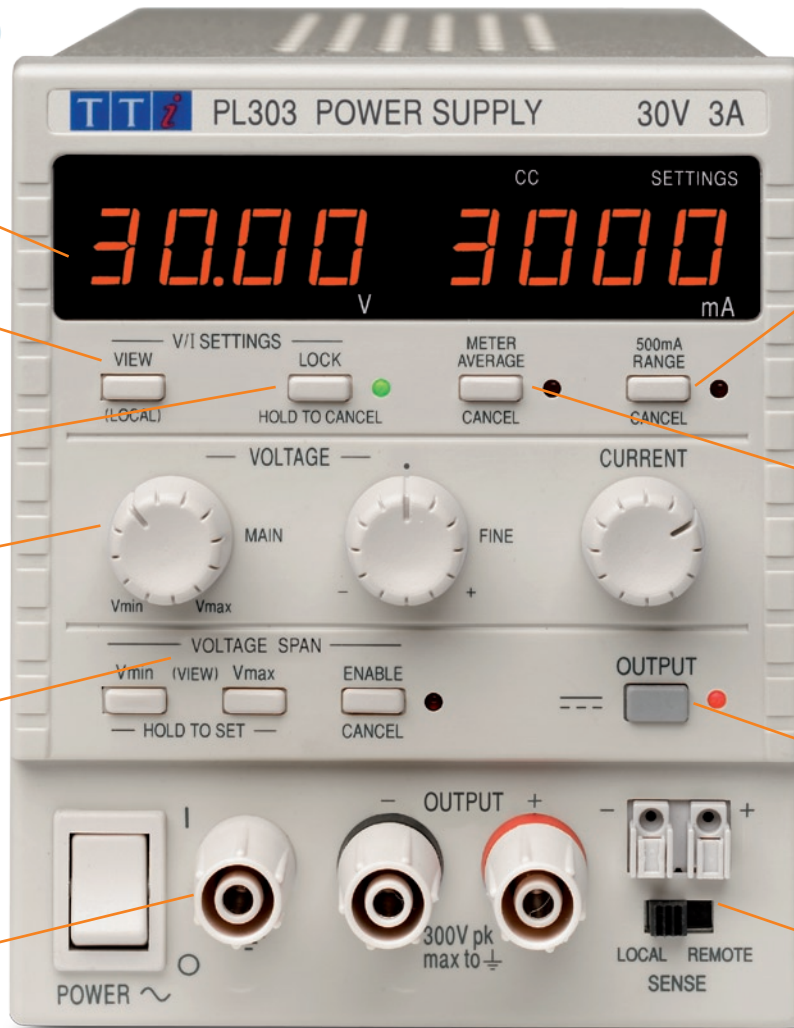 TTi PL303 POWER SUPPLY 30V 3A
CC SETTINGS
30.00 V 3000 mA
V/I SETTINGS
VIEW
(LOCAL)
LOCK
HOLD TO CANCEL
METER
AVERAGE
CANCEL
500mA
RANGE
CANCEL
VOLTAGE
MAIN
Vmin Vmax
FINE
- +
CURRENT
VOLTAGE SPAN
Vmin (VIEW) Vmax
HOLD TO SET
ENABLE
CANCEL
OUTPUT
POWER
I
O
- OUTPUT +
300V pk
max to
- +
LOCAL REMOTE
SENSE